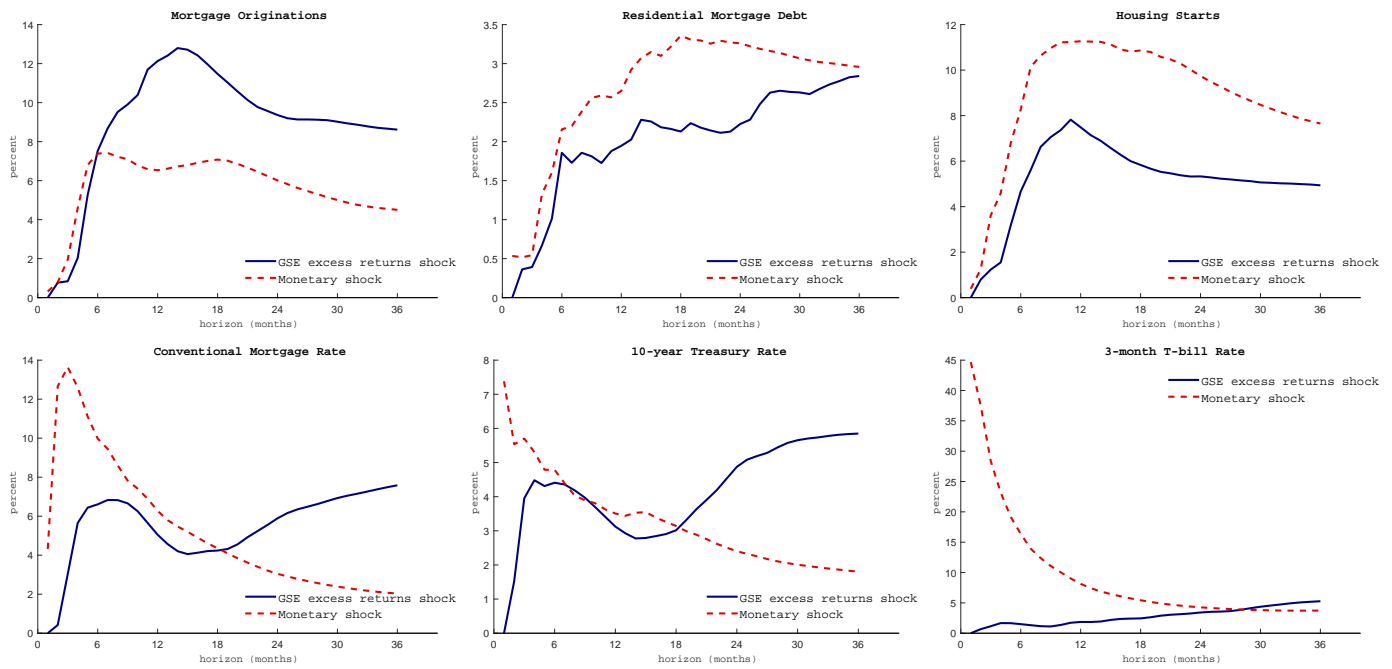 Mortgage Originations
14
12
10
8
6
4
2
0
percent
0 6 12 18 24 30 36
horizon (months)
GSE excess returns shock
Monetary shock
Residential Mortgage Debt
3.5
3
2.5
2
1.5
1
0.5
0
percent
0 6 12 18 24 30 36
horizon (months)
GSE excess returns shock
Monetary shock
Housing Starts
12
10
8
6
4
2
0
percent
0 6 12 18 24 30 36
horizon (months)
GSE excess returns shock
Monetary shock
Conventional Mortgage Rate
14
12
10
8
6
4
2
0
percent
0 6 12 18 24 30 36
horizon (months)
GSE excess returns shock
Monetary shock
10-year Treasury Rate
8
7
6
5
4
3
2
1
0
percent
0 6 12 18 24 30 36
horizon (months)
GSE excess returns shock
Monetary shock
3-month T-bill Rate
45
40
35
30
25
20
15
10
5
0
percent
0 6 12 18 24 30 36
horizon (months)
GSE excess returns shock
Monetary shock